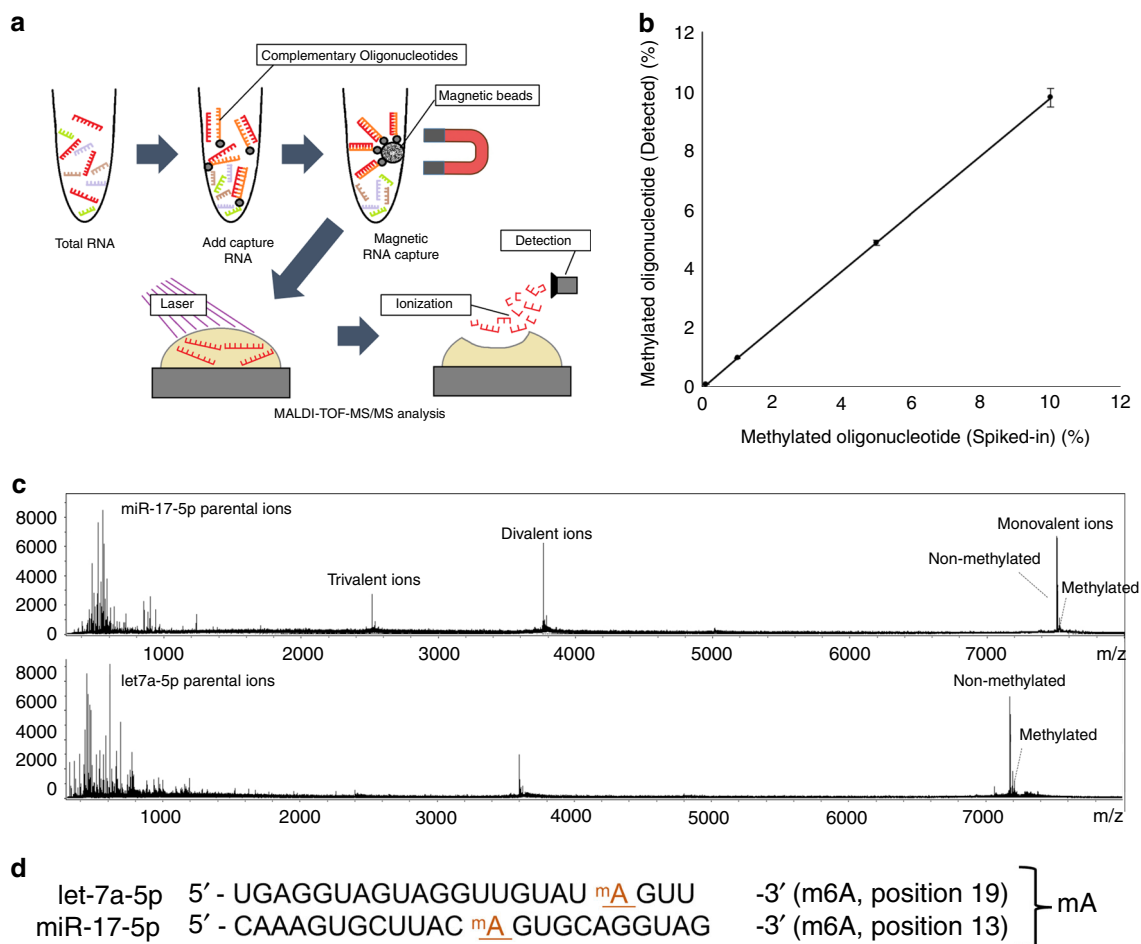 a
Complementary Oligonucleotides
Magnetic beads
Total RNA
Add capture
RNA
Magnetic
RNA capture
Detection
Laser
Ionization
MALDI-TOF-MS/MS analysis
b
Methylated oligonucleotide (Detected) (%)
12
10
8
6
4
2
0
0 2 4 6 8 10 12
Methylated oligonucleotide (Spiked-in) (%)
c
miR-17-5p parental ions
Trivalent ions
Divalent ions
Monovalent ions
Non-methylated
Methylated
8000
6000
4000
2000
0
1000 2000 3000 4000 5000 6000 7000 m/z
let7a-5p parental ions
Non-methylated
Methylated
8000
6000
4000
2000
0
1000 2000 3000 4000 5000 6000 7000 m/z
d
let-7a-5p 5′ - UGAGGUAGUAGGUUGUAU mA GUU -3′ (m6A, position 19)
miR-17-5p 5′ - CAAAGUGCUUAC mA GUGCAGGUAG -3′ (m6A, position 13)
mA